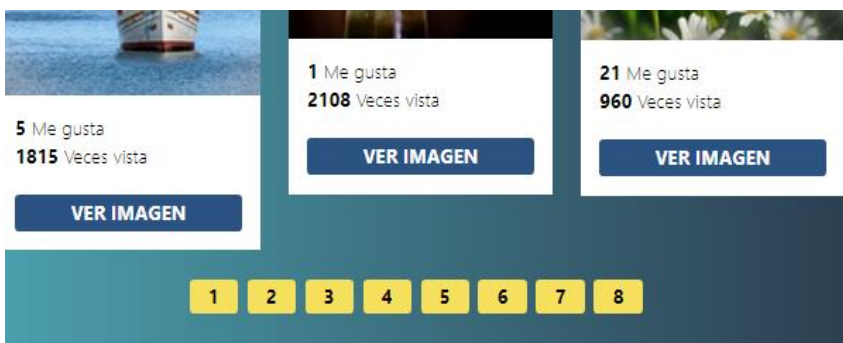 5 Me gusta
1815 Veces vista
VER IMAGEN
1 Me gusta
2108 Veces vista
VER IMAGEN
21 Me gusta
960 Veces vista
VER IMAGEN
1 2 3 4 5 6 7 8